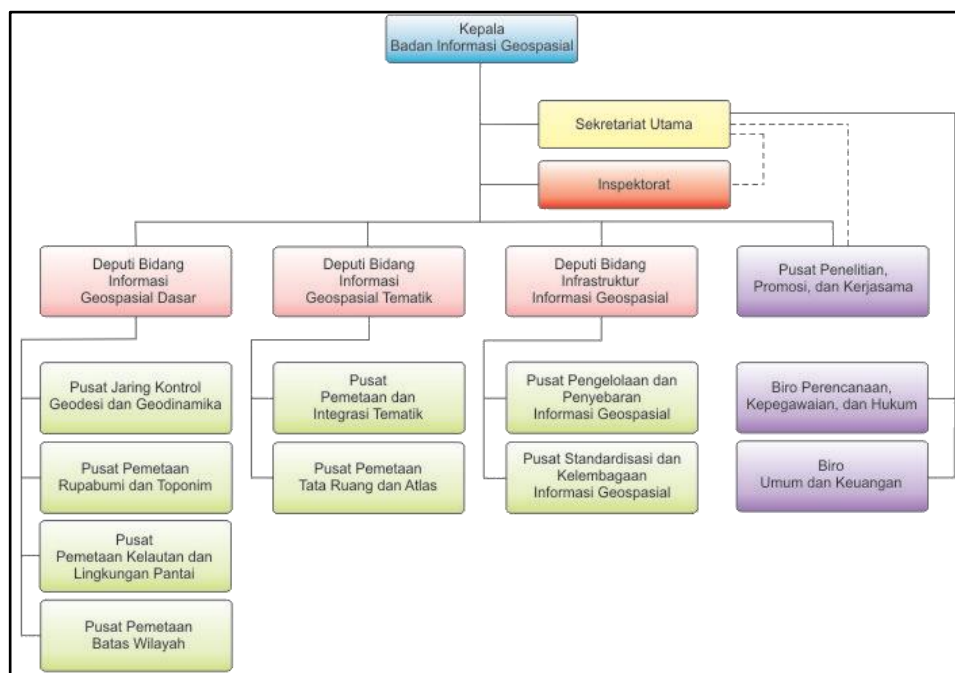 Kepala
Badan Informasi Geospasial
Sekretariat Utama
Inspektorat
Deputi Bidang
Informasi
Geospasial Dasar
Deputi Bidang
Informasi
Geospasial Tematik
Deputi Bidang
Infrastruktur
Informasi Geospasial
Pusat Penelitian,
Promosi, dan Kerjasama
Pusat Jaring Kontrol
Geodesi dan Geodinamika
Pusat
Pemetaan dan
Integrasi Tematik
Pusat Pengelolaan dan
Penyebaran
Informasi Geospasial
Biro Perencanaan,
Kepegawaian, dan Hukum
Pusat Pemetaan
Rupabumi dan Toponim
Pusat Pemetaan
Tata Ruang dan Atlas
Pusat Standardisasi dan
Kelembagaan
Informasi Geospasial
Biro
Umum dan Keuangan
Pusat
Pemetaan Kelautan dan
Lingkungan Pantai
Pusat Pemetaan
Batas Wilayah